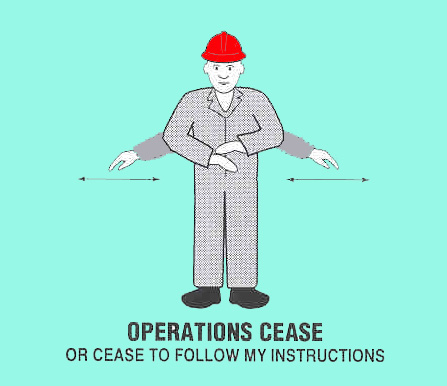 OPERATIONS CEASE
OR CEASE TO FOLLOW MY INSTRUCTIONS